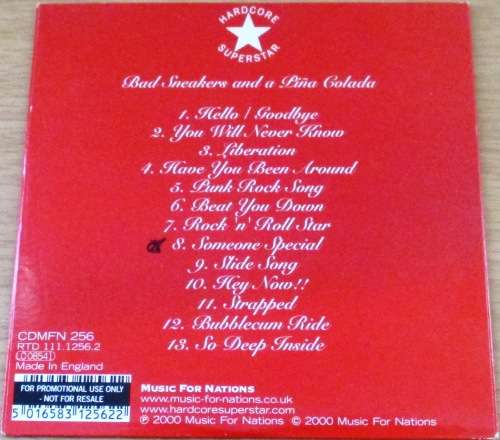 HARDCORE
SUPERSTAR
Bad Sneakers and a Piña Colada
1. Hello / Goodbye
2. You Will Never Know
3. Liberation
4. Have You Been Around
5. Punk Rock Song
6. Beat You Down
7. Rock 'n' Roll Star
8. Someone Special
9. Slide Song
10. Hey Now!!
11. Strapped
12. Bubblecum Ride
13. So Deep Inside
CDMFN 256
RTD 111.1256.2
LC 0854
Made In England
FOR PROMOTIONAL USE ONLY
- NOT FOR RESALE
5 016583 125622
MUSIC FOR NATIONS
www.music-for-nations.co.uk
www.hardcoresuperstar.com
℗ 2000 Music For Nations © 2000 Music For Nations